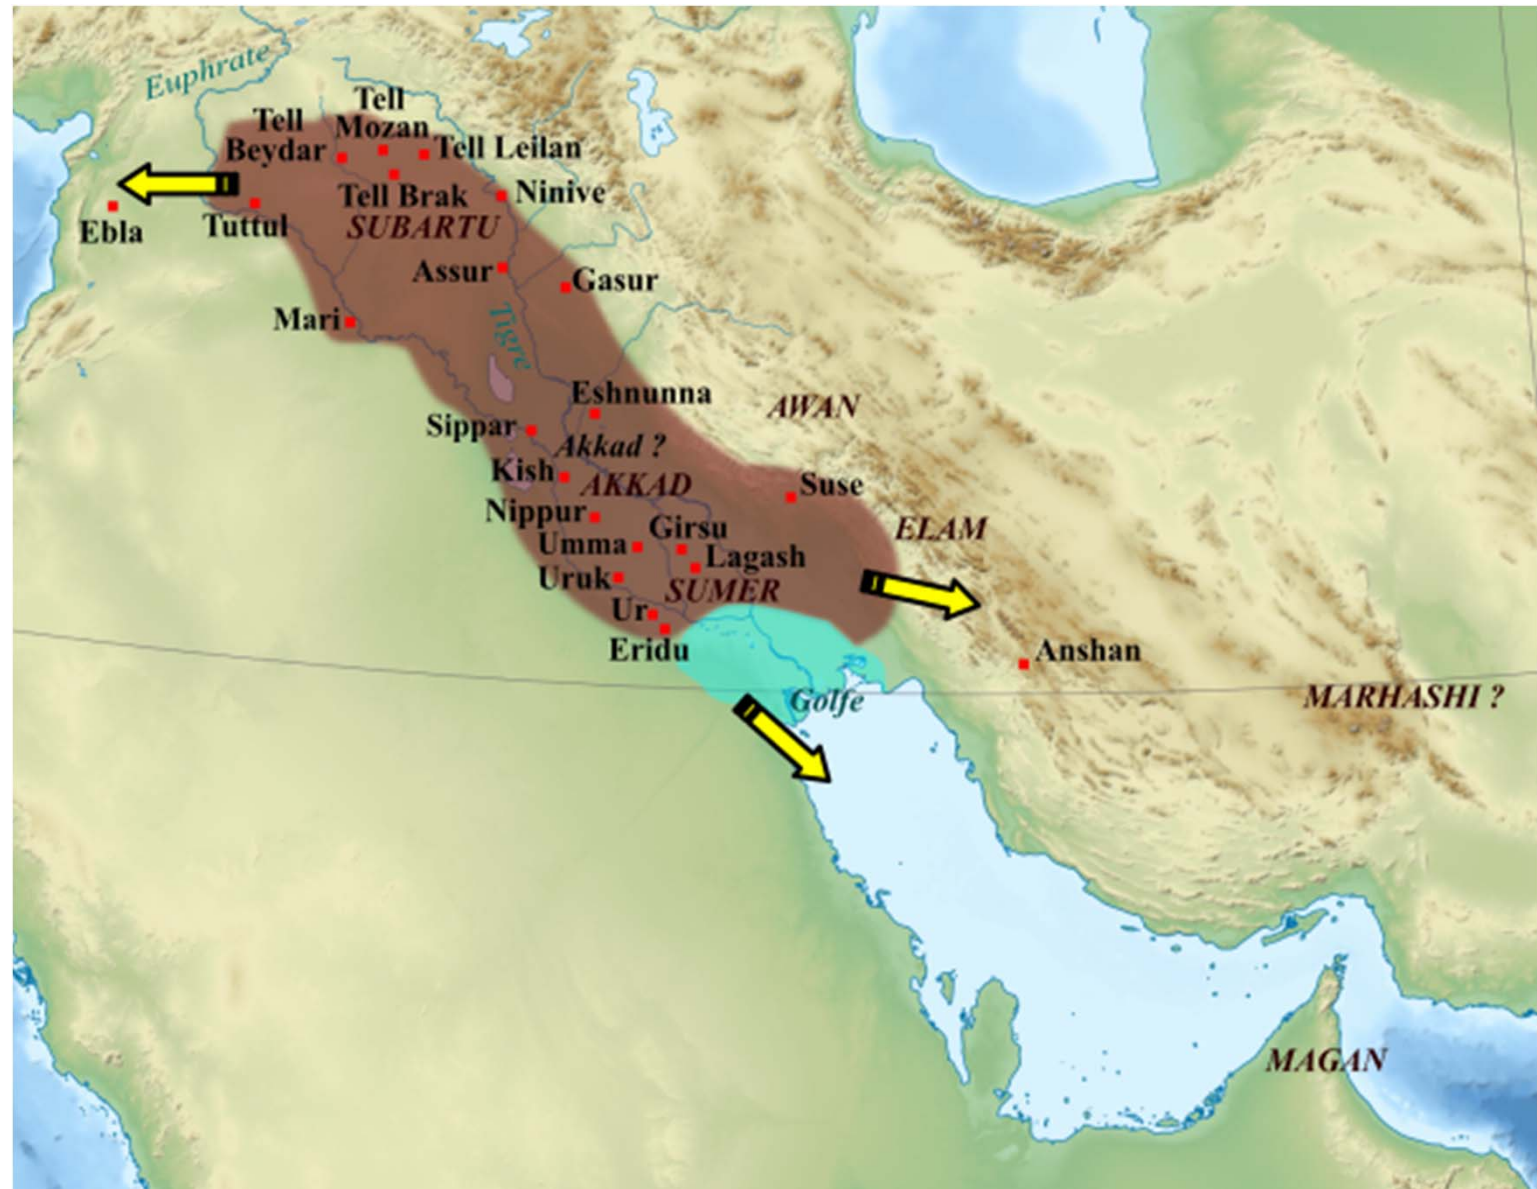 Euphrate
Tell
Mozan
Tell
Beydar
Tell Leilan
Tell Brak
Ninive
Ebla
Tuttul
SUBARTU
Assur
Gasur
Mari
Tigre
Eshnunna
AWAN
Sippar
Akkad ?
Kish
AKKAD
Suse
Nippur
Girsu
ELAM
Umma
Lagash
Uruk
SUMER
Ur
Eridu
Anshan
Golfe
MARHASHI ?
MAGAN